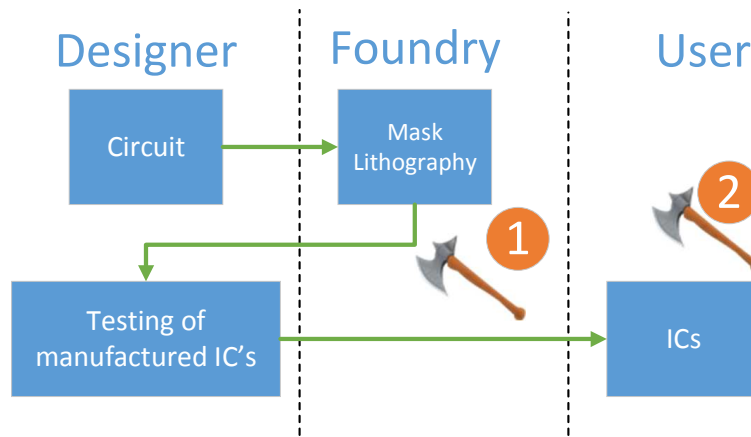 Designer
Foundry
User
Circuit
Mask
Lithography
1
2
Testing of
manufactured IC’s
ICs